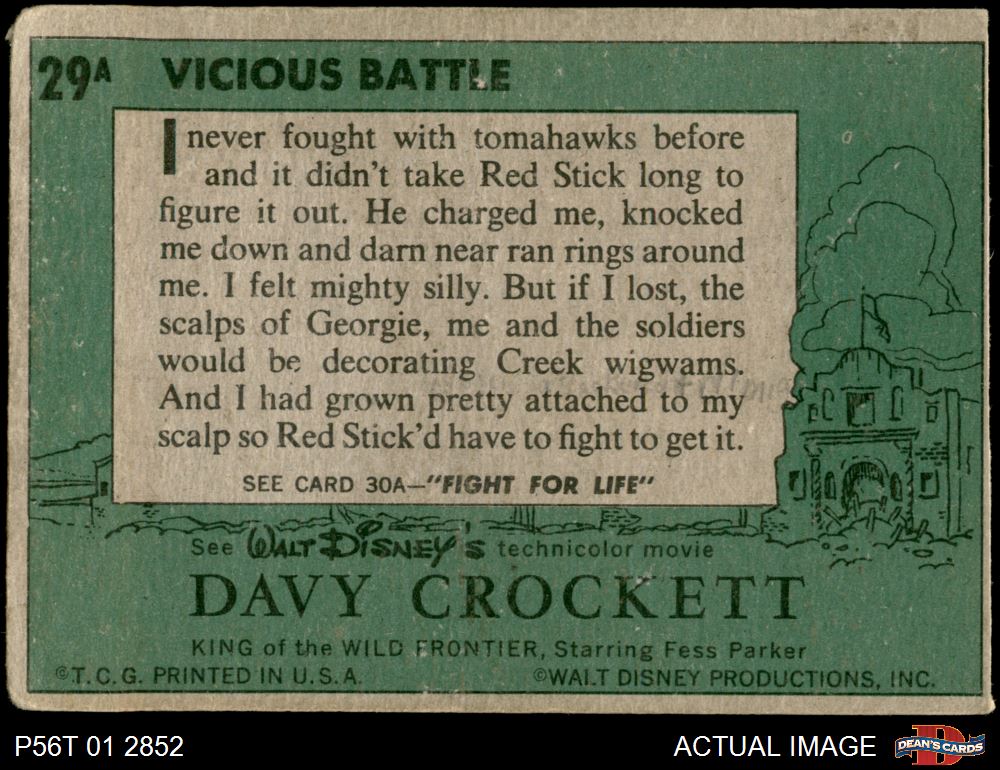 29A VICIOUS BATTLE
I never fought with tomahawks before
and it didn't take Red Stick long to
figure it out. He charged me, knocked
me down and darn near ran rings around
me. I felt mighty silly. But if I lost, the
scalps of Georgie, me and the soldiers
would be decorating Creek wigwams.
And I had grown pretty attached to my
scalp so Red Stick'd have to fight to get it.
SEE CARD 30A—"FIGHT FOR LIFE"
See WALT DISNEY'S technicolor movie
DAVY CROCKETT
KING of the WILD FRONTIER, Starring Fess Parker
©T.C.G. PRINTED IN U.S.A. ©WALT DISNEY PRODUCTIONS, INC.
P56T 01 2852 ACTUAL IMAGE DEAN'S CARDS